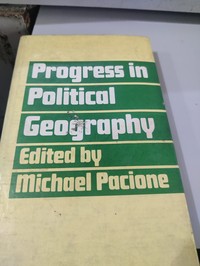 Progress in
Political
Geography
Edited by
Michael Pacione